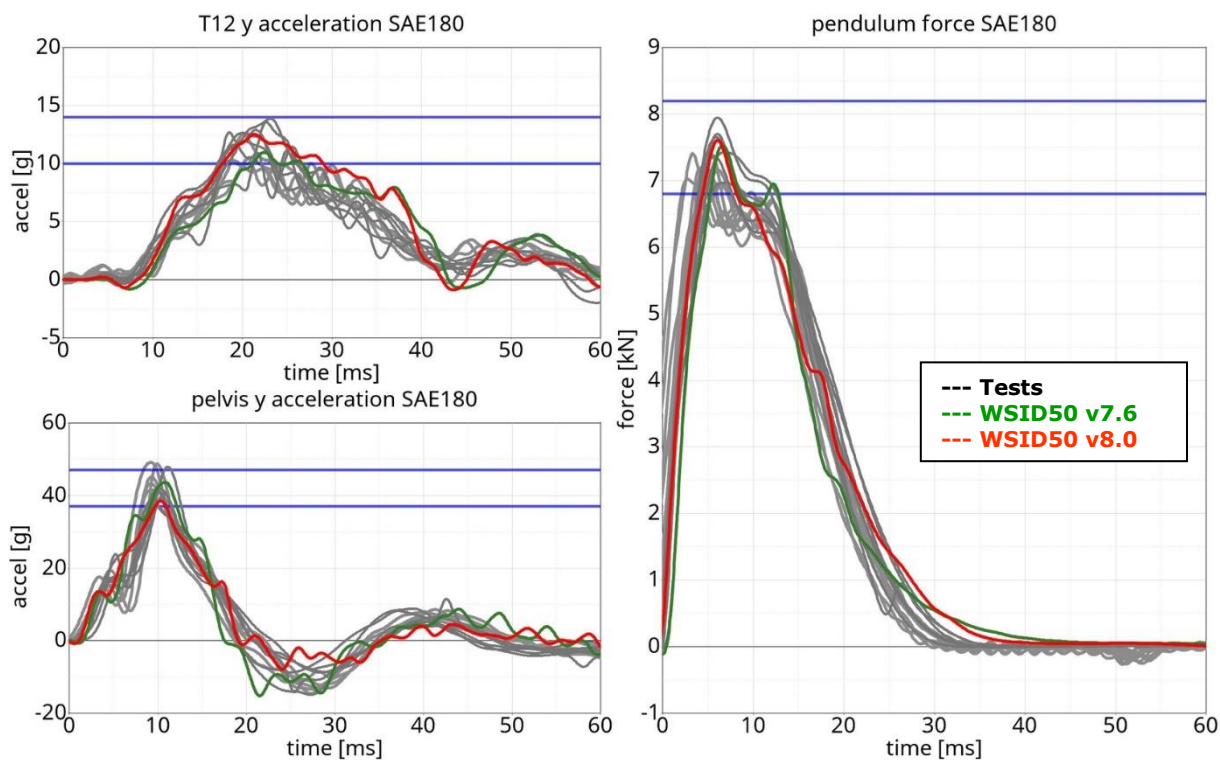 T12 y acceleration SAE180
20
15
10
5
0
-5
accel [g]
0 10 20 30 40 50 60
time [ms]
pelvis y acceleration SAE180
60
40
20
0
-20
accel [g]
0 10 20 30 40 50 60
time [ms]
pendulum force SAE180
9
8
7
6
5
4
3
2
1
0
-1
force [kN]
0 10 20 30 40 50 60
time [ms]
--- Tests
--- WSID50 v7.6
--- WSID50 v8.0